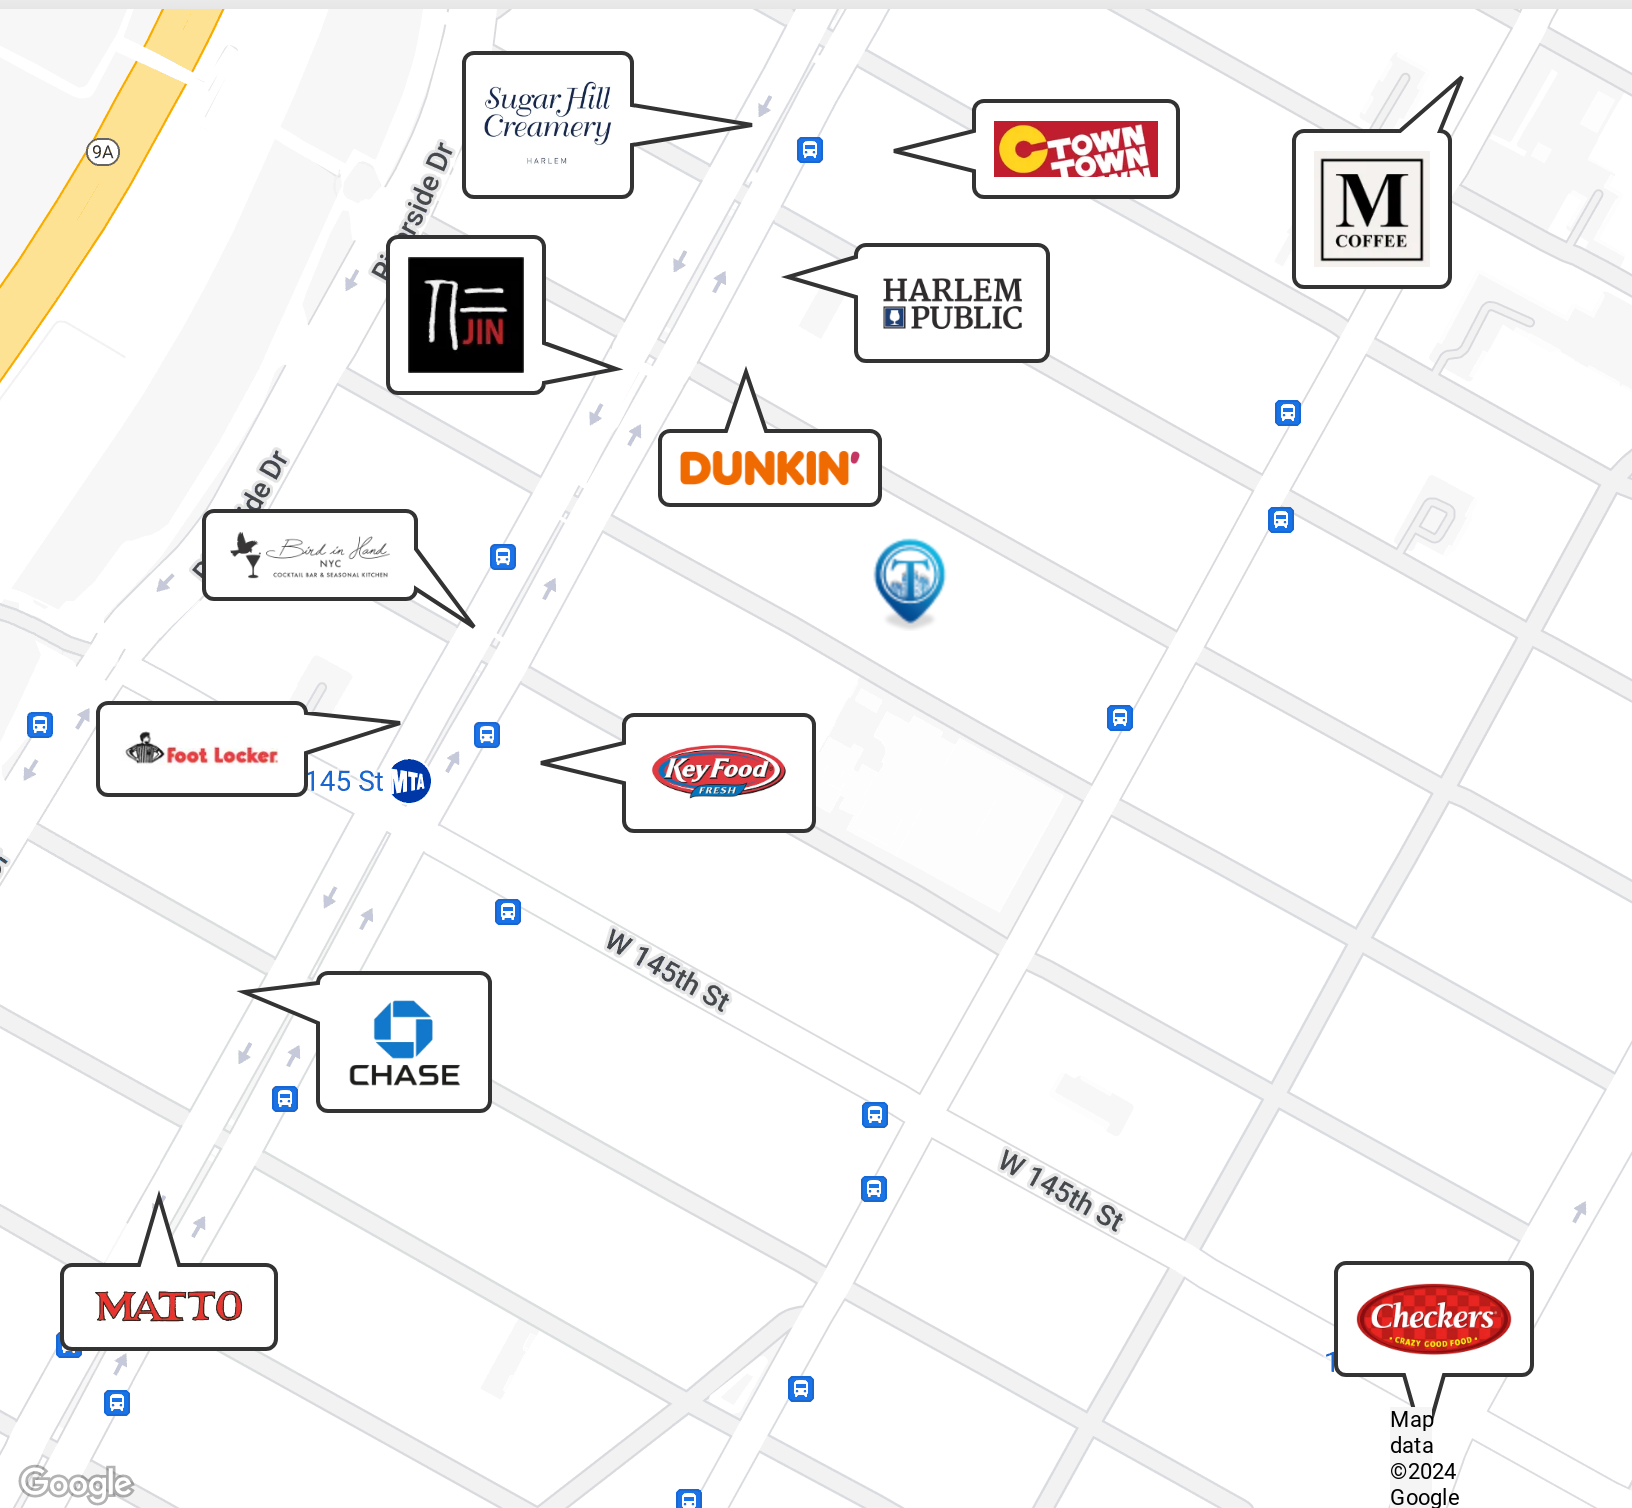 Sugar Hill
Creamery
HARLEM
C TOWN
TOWN
M
COFFEE
9A
JIN
HARLEM
PUBLIC
DUNKIN'
Bird in Hand
NYC
COCKTAIL BAR & SEASONAL KITCHEN
T
Foot Locker
145 St
MTA
Key Food
FRESH
W 145th St
CHASE
W 145th St
MATTO
Checkers
CRAZY GOOD FOOD
Map
data
©2024
Google
Google